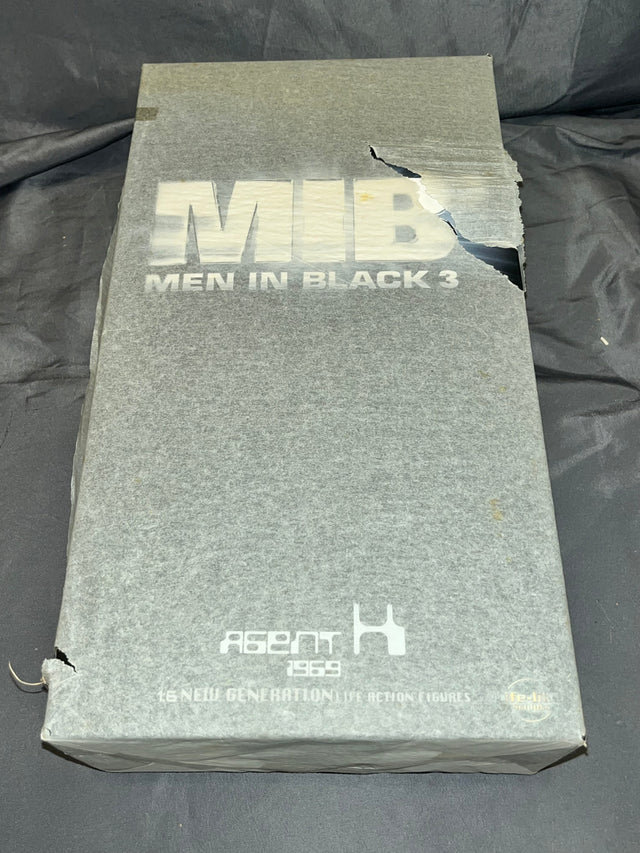 MIB
MEN IN BLACK 3
AGENT K
1969
1:6 NEW GENERATION LIFE ACTION FIGURES